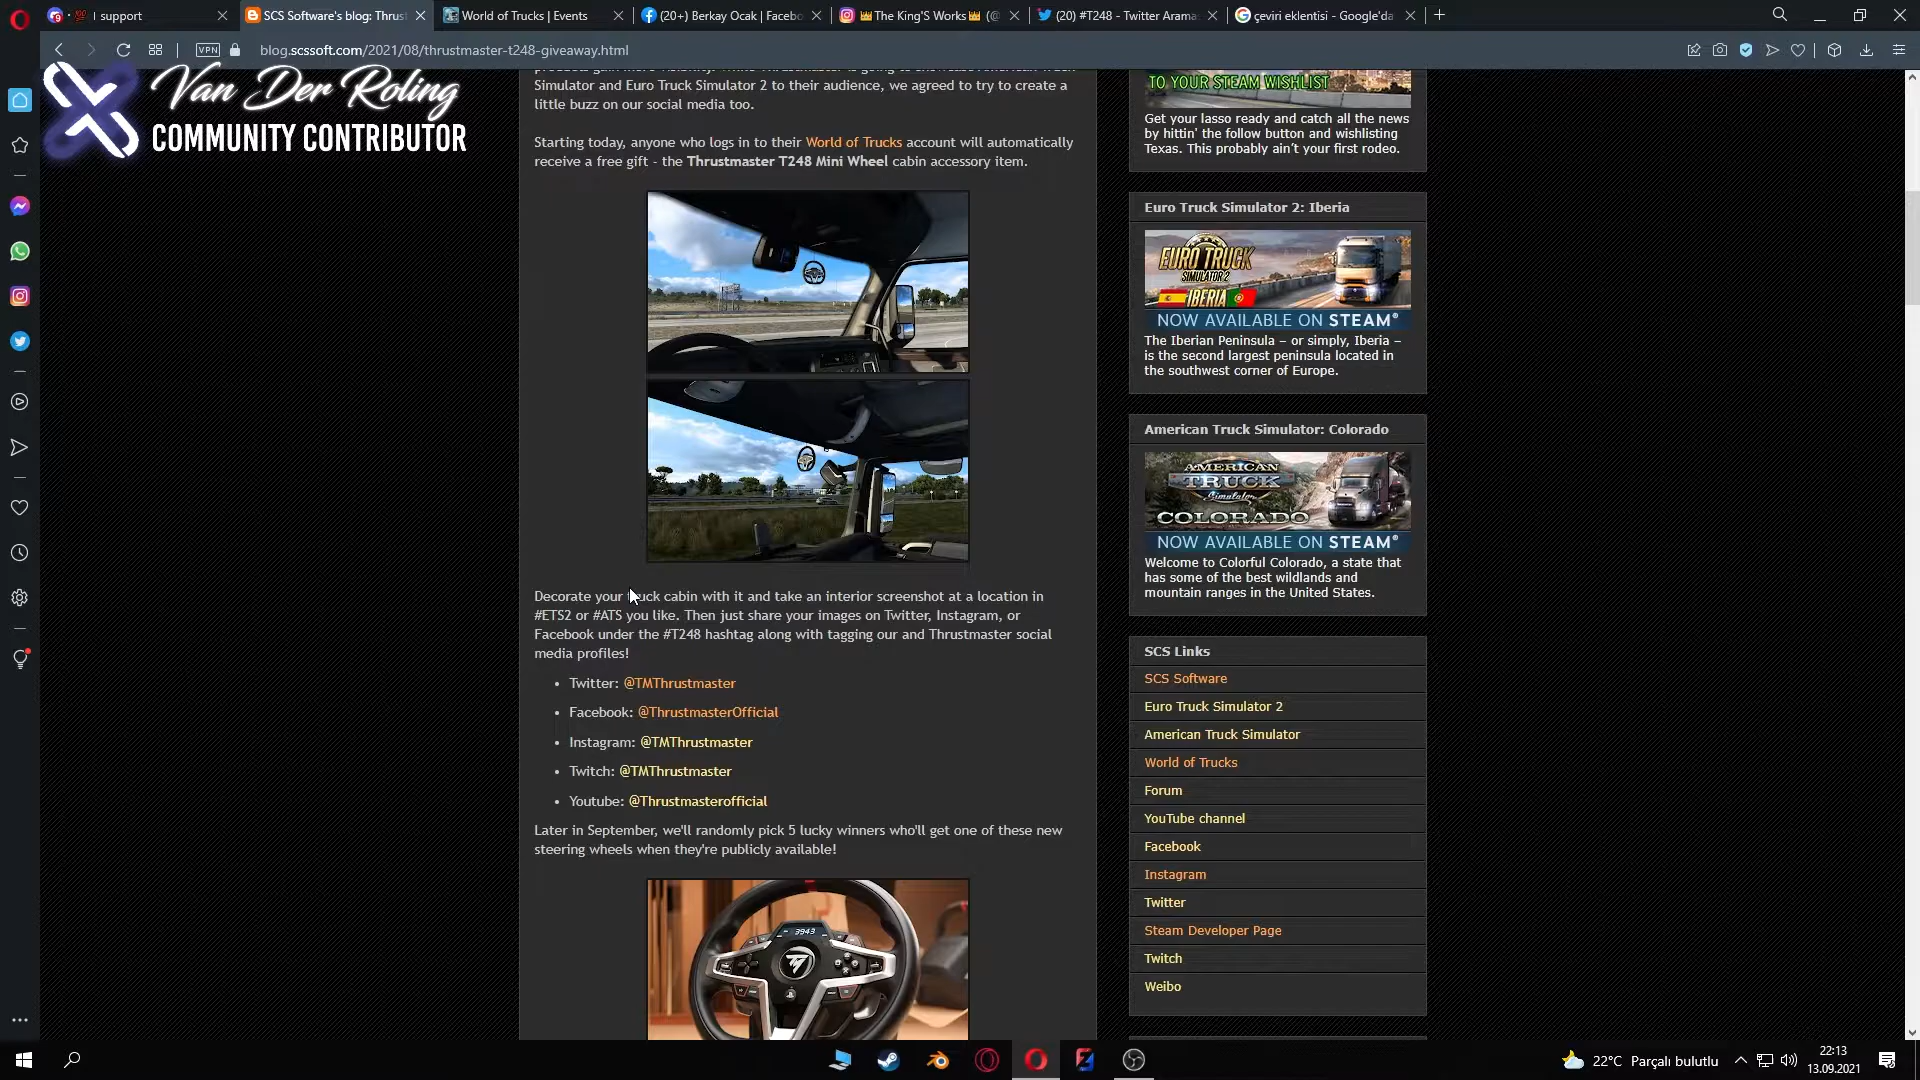 I support
SCS Software's blog: Thrust
World of Trucks | Events
(20+) Berkay Ocak | Facebo
The King'S Works
(20) #T248 - Twitter Arama
çeviri eklentisi - Google'da
VPN
blog.scssoft.com/2021/08/thrustmaster-t248-giveaway.html
Van Der Roling
COMMUNITY CONTRIBUTOR
Simulator and Euro Truck Simulator 2 to their audience, we agreed to try to create a
little buzz on our social media too.
Starting today, anyone who logs in to their World of Trucks account will automatically
receive a free gift - the Thrustmaster T248 Mini Wheel cabin accessory item.
Decorate your truck cabin with it and take an interior screenshot at a location in
#ETS2 or #ATS you like. Then just share your images on Twitter, Instagram, or
Facebook under the #T248 hashtag along with tagging our and Thrustmaster social
media profiles!
• Twitter: @TMThrustmaster
• Facebook: @ThrustmasterOfficial
• Instagram: @TMThrustmaster
• Twitch: @TMThrustmaster
• Youtube: @Thrustmasterofficial
Later in September, we'll randomly pick 5 lucky winners who'll get one of these new
steering wheels when they're publicly available!
3943
TO YOUR STEAM WISHLIST
Get your lasso ready and catch all the news
by hittin' the follow button and wishlisting
Texas. This probably ain't your first rodeo.
Euro Truck Simulator 2: Iberia
EURO TRUCK
SIMULATOR 2
IBERIA
NOW AVAILABLE ON STEAM®
The Iberian Peninsula – or simply, Iberia –
is the second largest peninsula located in
the southwest corner of Europe.
American Truck Simulator: Colorado
AMERICAN
TRUCK
Simulator
COLORADO
NOW AVAILABLE ON STEAM®
Welcome to Colorful Colorado, a state that
has some of the best wildlands and
mountain ranges in the United States.
SCS Links
SCS Software
Euro Truck Simulator 2
American Truck Simulator
World of Trucks
Forum
YouTube channel
Facebook
Instagram
Twitter
Steam Developer Page
Twitch
Weibo
22°C Parçalı bulutlu
22:13
13.09.2021